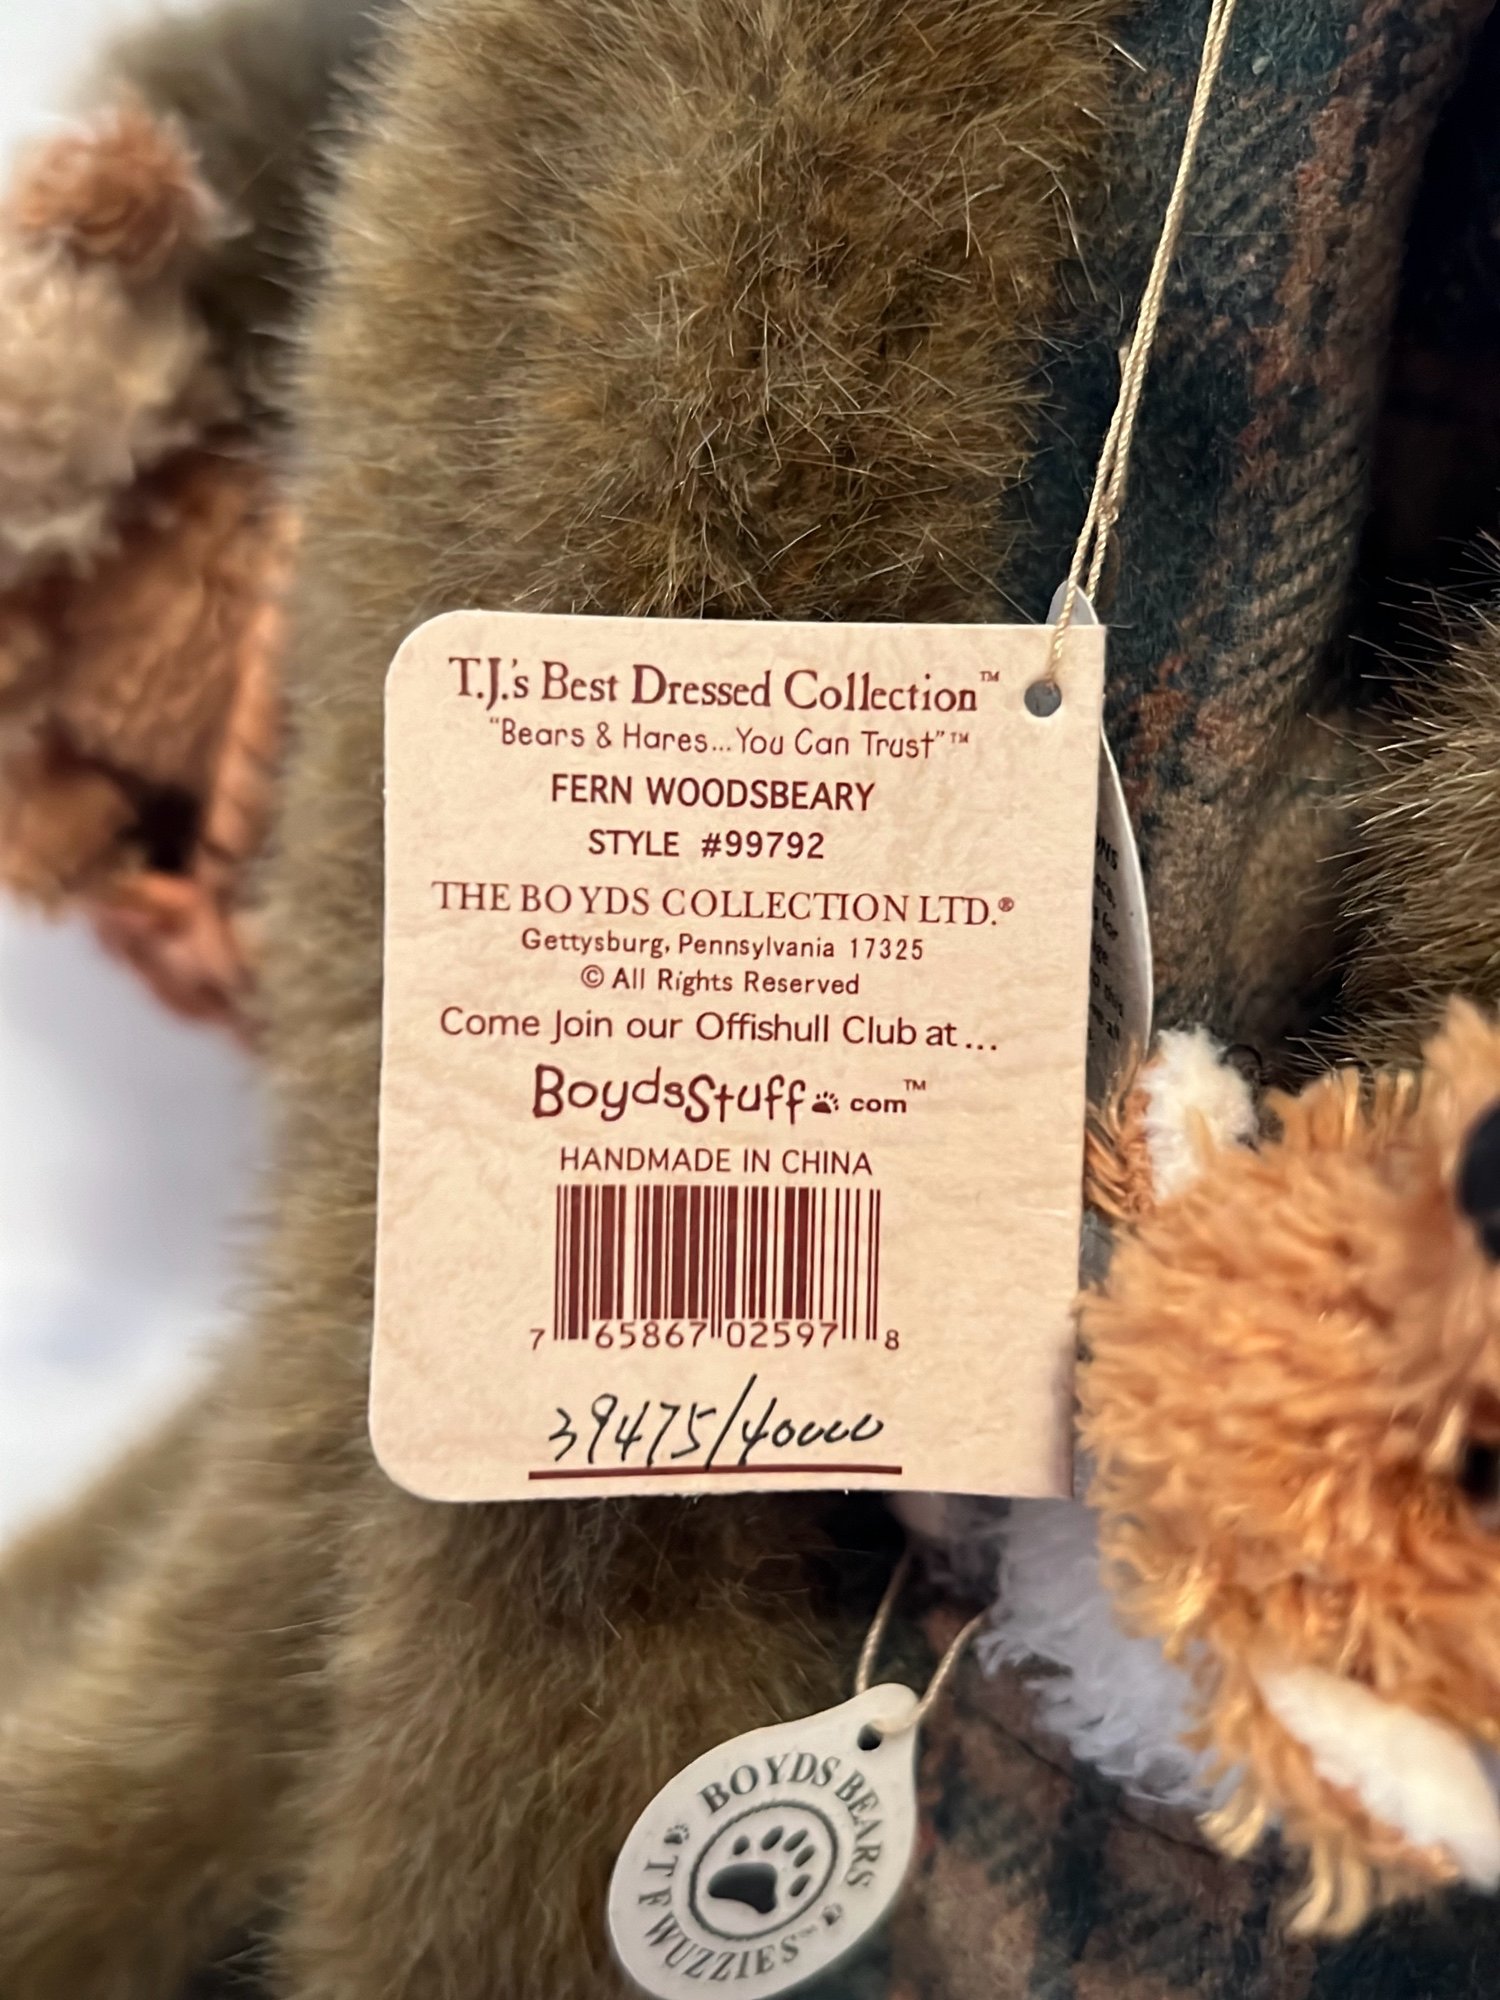 T.J.'s Best Dressed Collection™
"Bears & Hares...You Can Trust"™
FERN WOODSBEARY
STYLE #99792
THE BOYDS COLLECTION LTD.®
Gettysburg, Pennsylvania 17325
© All Rights Reserved
Come Join our Offishull Club at...
BoydsStuff.com™
HANDMADE IN CHINA
7 65867 02597 8
39475/40000
BOYDS BEARS
T.F. WUZZIES™